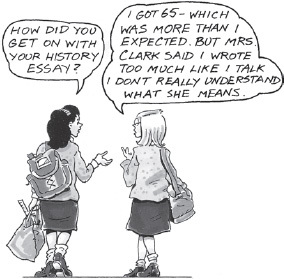 HOW DID YOU
GET ON WITH
YOUR HISTORY
ESSAY?
I GOT 65- WHICH
WAS MORE THAN I
EXPECTED. BUT MRS.
CLARK SAID I WROTE
TOO MUCH LIKE I TALK
I DON'T REALLY UNDERSTAND
WHAT SHE MEANS.